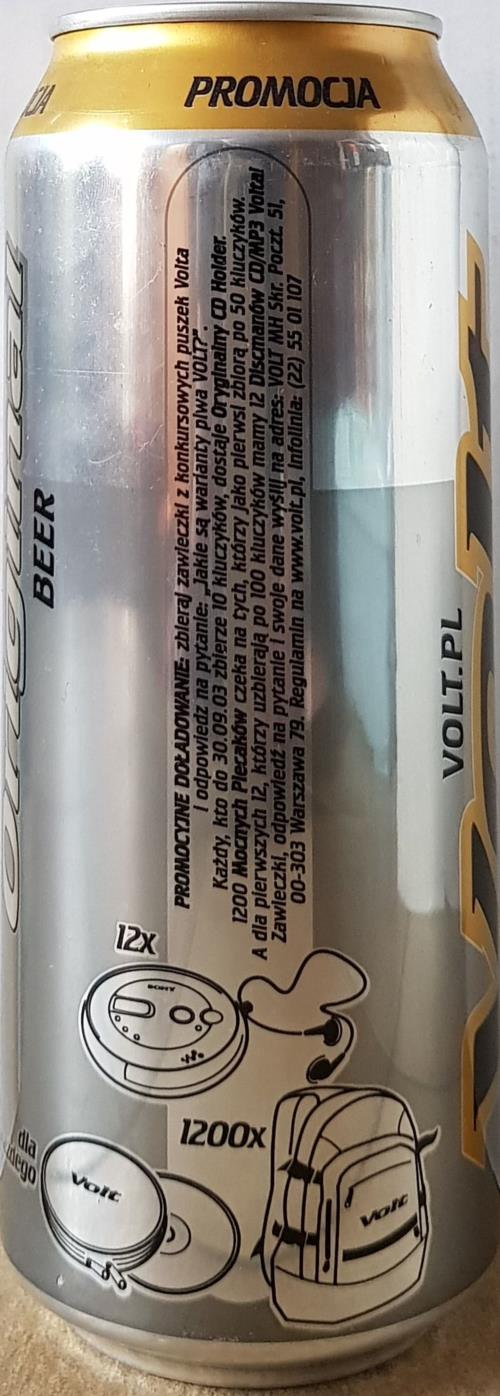 CJA
PROMOCJA
original
BEER
PROMOCYJNE DOŁADOWANIE: zbieraj zawleczki z konkursowych puszek Volta
i odpowiedz na pytanie: „Jakie są warianty piwa VOLT?”.
Każdy, kto do 30.09.03 zbierze 10 kluczyków, dostaje Oryginalny CD Holder.
1200 Mocnych Plecaków czeka na tych, którzy jako pierwsi zbiorą po 50 kluczyków.
A dla pierwszych 12, którzy uzbierają po 100 kluczyków mamy 12 Discmanów CD/MP3 Volta!
Zawleczki, odpowiedź na pytanie i swoje dane wyślij na adres: VOLT MH Skr. Poczt. 51,
00-303 Warszawa 79. Regulamin na www.volt.pl, infolinia: (22) 55 01 107
VOLT.PL
12x
SONY
1200x
dla
Volt
Volt